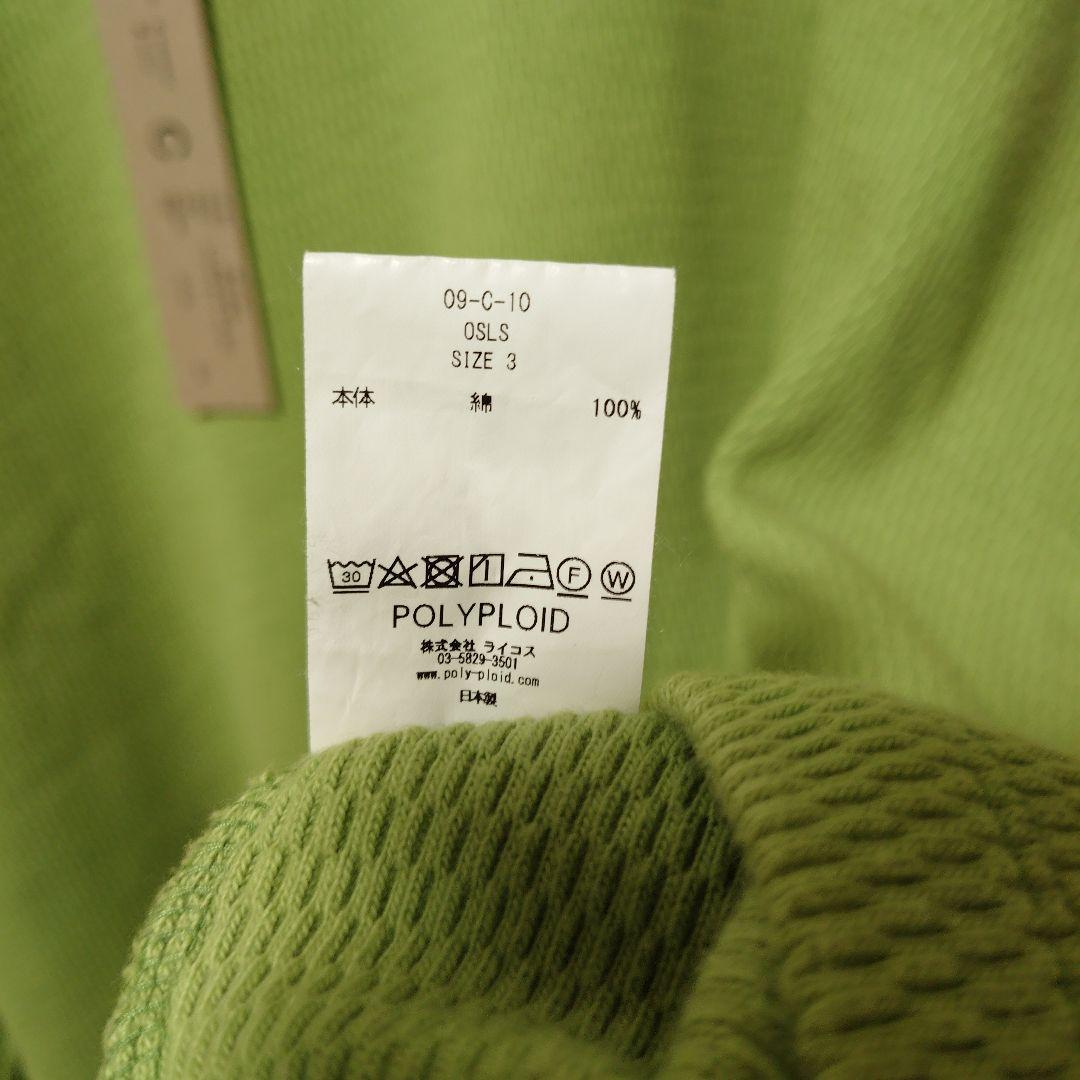 C
09-C-10
OSLS
SIZE 3
本体 綿 100%
30 F W
POLYPLOID
株式会社 ライコス
03-5829-3501
www.poly-ploid.com
日本製